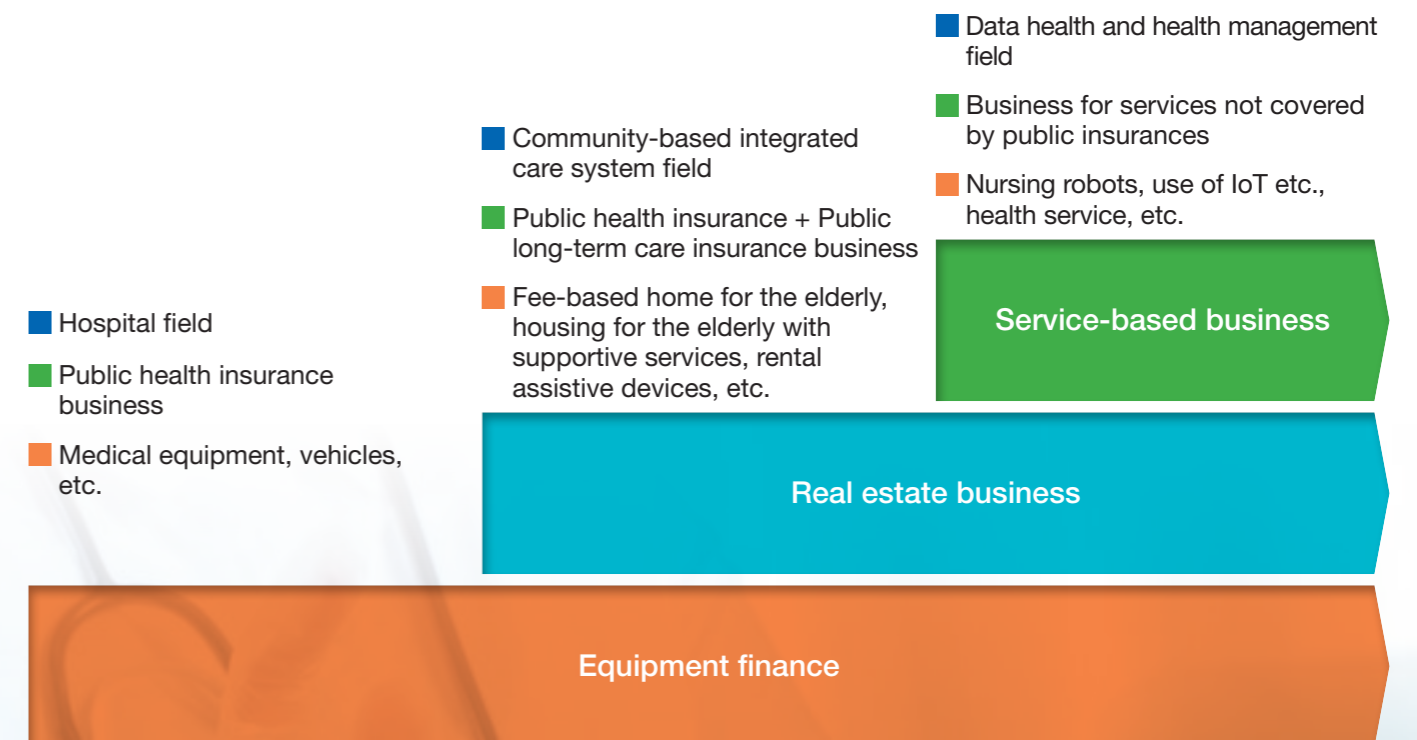 Hospital field
Public health insurance
business
Medical equipment, vehicles,
etc.
Community-based integrated
care system field
Public health insurance + Public
long-term care insurance business
Fee-based home for the elderly,
housing for the elderly with
supportive services, rental
assistive devices, etc.
Data health and health management
field
Business for services not covered
by public insurances
Nursing robots, use of IoT etc.,
health service, etc.
Service-based business
Real estate business
Equipment finance